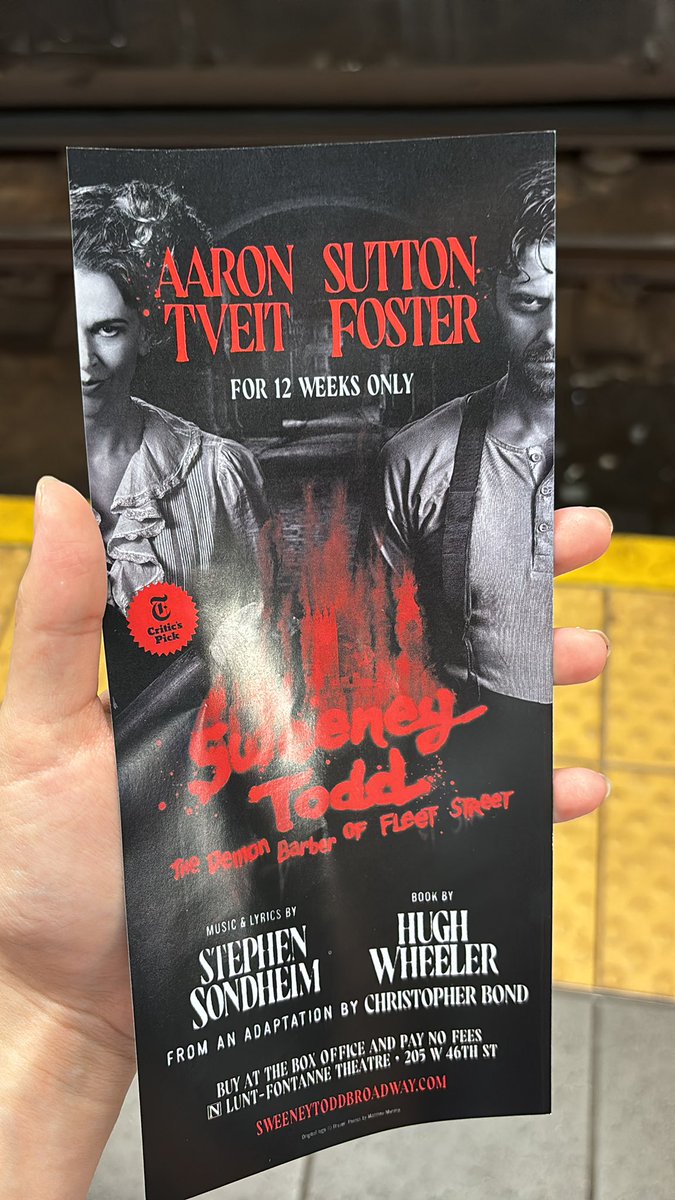 AARON SUTTON
TVEIT FOSTER
FOR 12 WEEKS ONLY
T
Critic's
Pick
Sweeney
Todd
The Demon Barber OF FLEET STREET
MUSIC & LYRICS BY
STEPHEN
SONDHEIM
BOOK BY
HUGH
WHEELER
FROM AN ADAPTATION BY CHRISTOPHER BOND
BUY AT THE BOX OFFICE AND PAY NO FEES
N LUNT-FONTANNE THEATRE • 205 W 46TH ST
SWEENEYTODDBROADWAY.COM